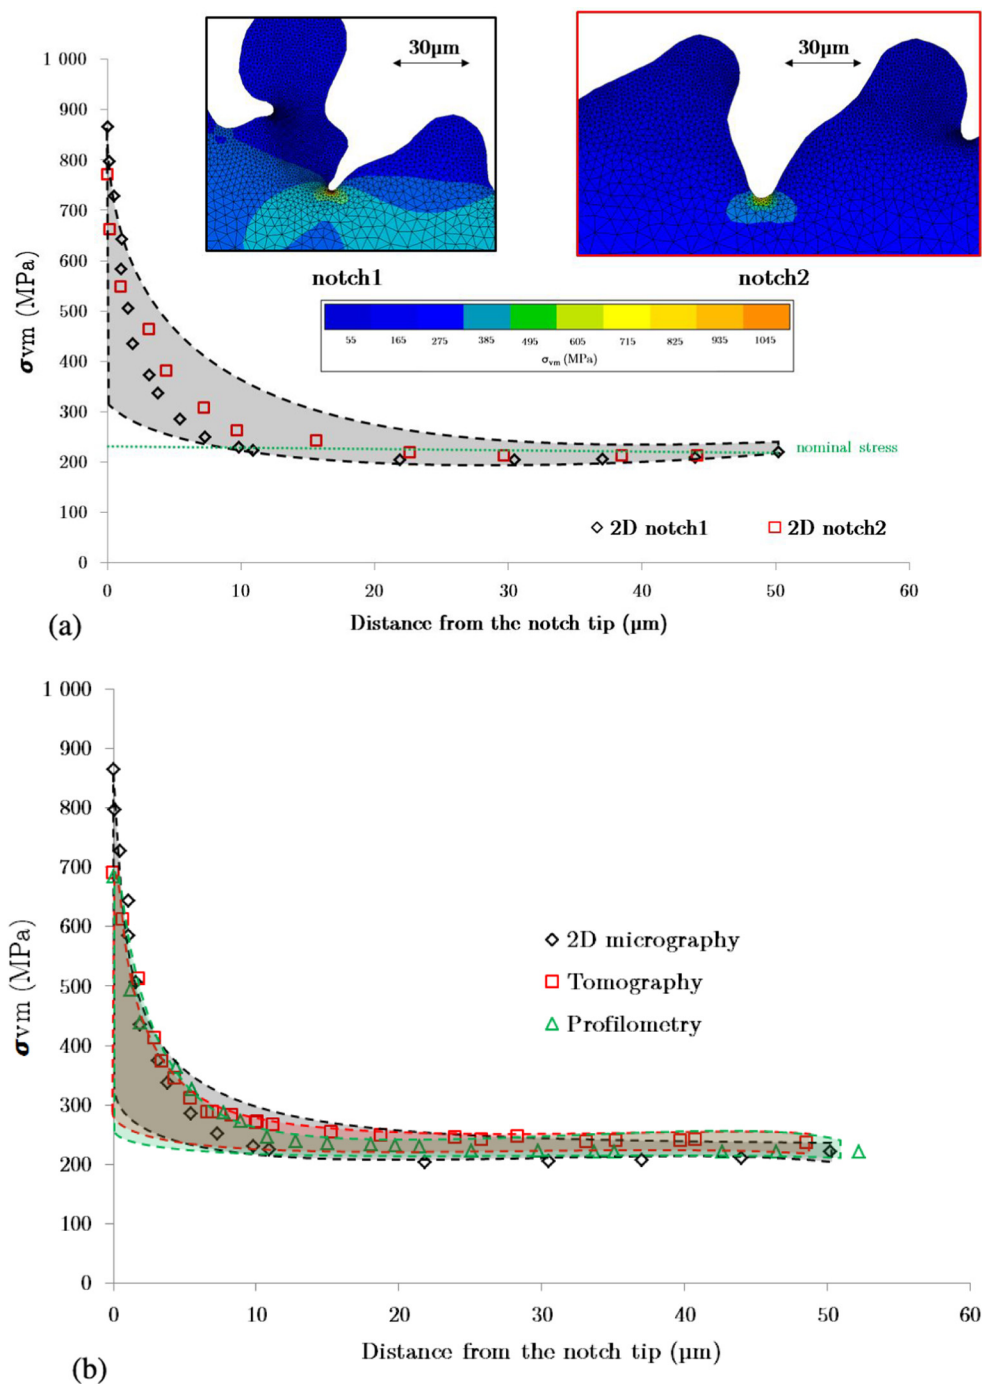 30μm
30μm
1 000
900
800
700
600
500
400
300
200
100
0
σvm (MPa)
notch1
notch2
55 165 275 385 495 605 715 825 935 1045
σvm (MPa)
nominal stress
2D notch1
2D notch2
0 10 20 30 40 50 60
Distance from the notch tip (μm)
(a)
1 000
900
800
700
600
500
400
300
200
100
0
σvm (MPa)
2D micrography
Tomography
Profilometry
0 10 20 30 40 50 60
Distance from the notch tip (μm)
(b)